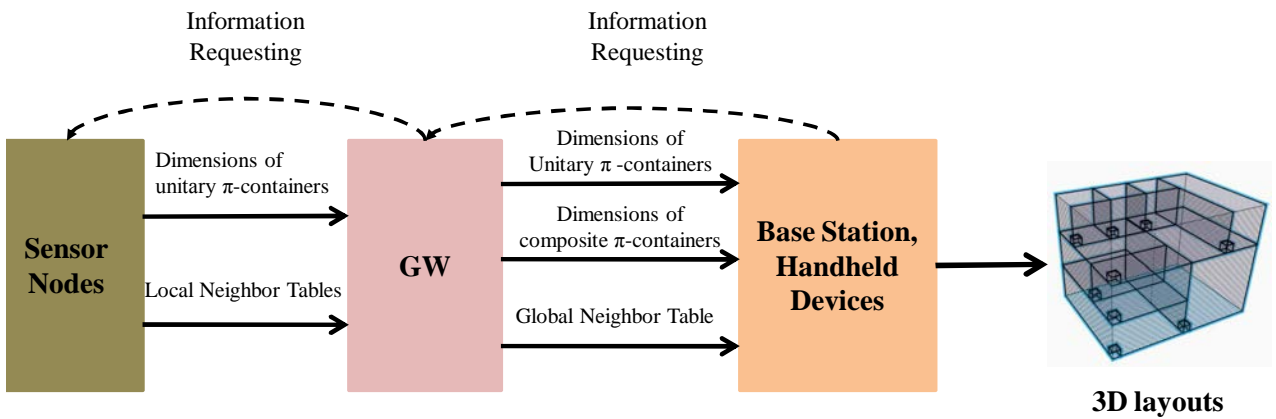 Information
Requesting
Information
Requesting
Sensor
Nodes
Dimensions of
unitary π-containers
Local Neighbor Tables
GW
Dimensions of
Unitary π -containers
Dimensions of
composite π-containers
Global Neighbor Table
Base Station,
Handheld
Devices
3D layouts